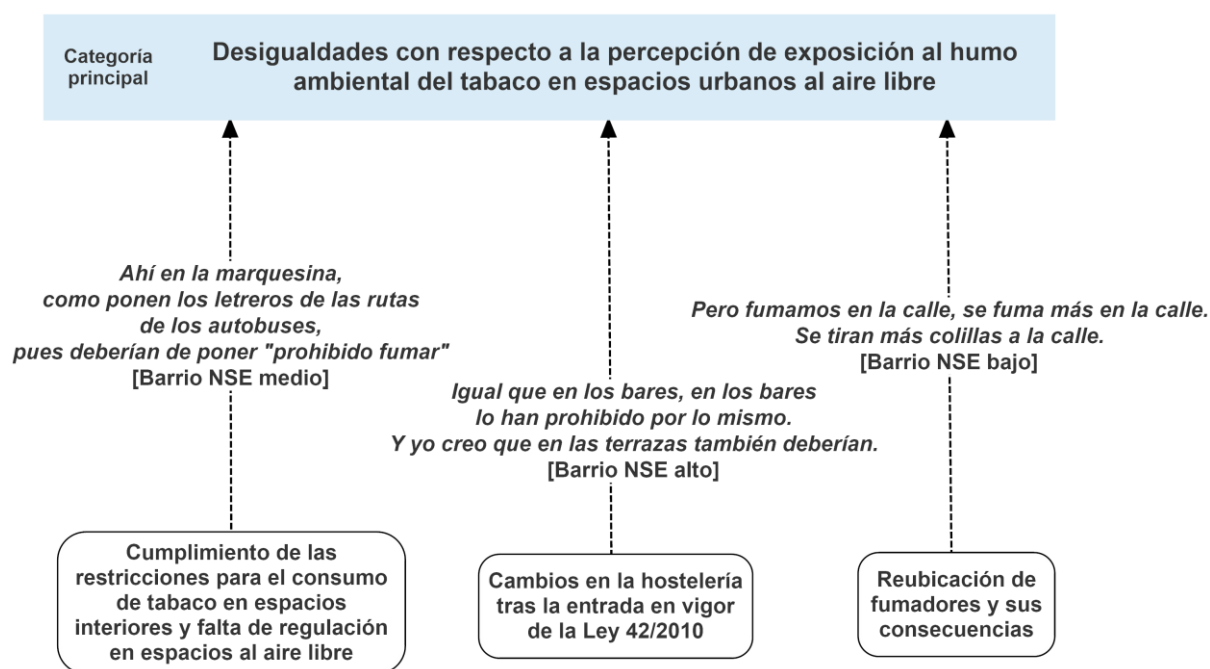 Categoría
principal
Desigualdades con respecto a la percepción de exposición al humo
ambiental del tabaco en espacios urbanos al aire libre
Ahí en la marquesina,
como ponen los letreros de las rutas
de los autobuses,
pues deberían de poner "prohibido fumar"
[Barrio NSE medio]
Igual que en los bares, en los bares
lo han prohibido por lo mismo.
Y yo creo que en las terrazas también deberían.
[Barrio NSE alto]
Pero fumamos en la calle, se fuma más en la calle.
Se tiran más colillas a la calle.
[Barrio NSE bajo]
Cumplimiento de las
restricciones para el consumo
de tabaco en espacios
interiores y falta de regulación
en espacios al aire libre
Cambios en la hostelería
tras la entrada en vigor
de la Ley 42/2010
Reubicación de
fumadores y sus
consecuencias